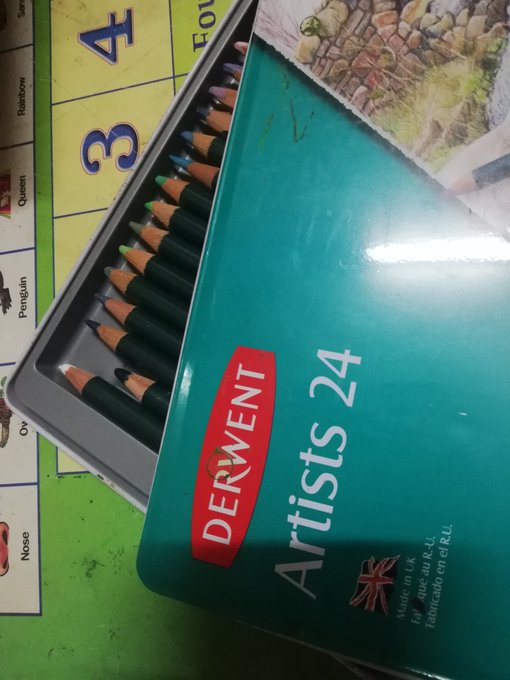 DERWENT
Artists 24
Made in UK
Fabriqué au R.-U.
Fabricado en el R.U.
4
3
Fou
Rainbow
Queen
Penguin
Nose